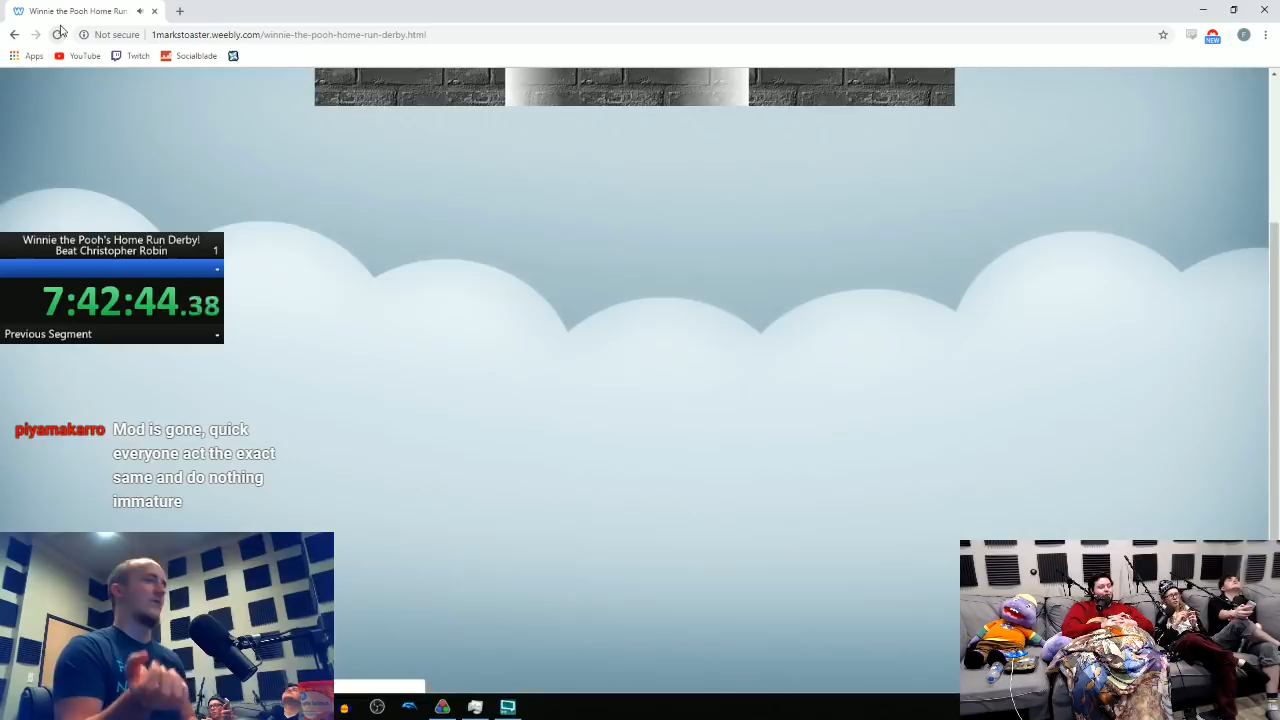 Winnie the Pooh Home Run
Not secure
1markstoaster.weebly.com/winnie-the-pooh-home-run-derby.html
NEW
F
Apps YouTube Twitch Socialblade
Winnie the Pooh's Home Run Derby!
Beat Christopher Robin 1
-
7:42:44.38
Previous Segment -
piyamakarro Mod is gone, quick
everyone act the exact
same and do nothing
immature